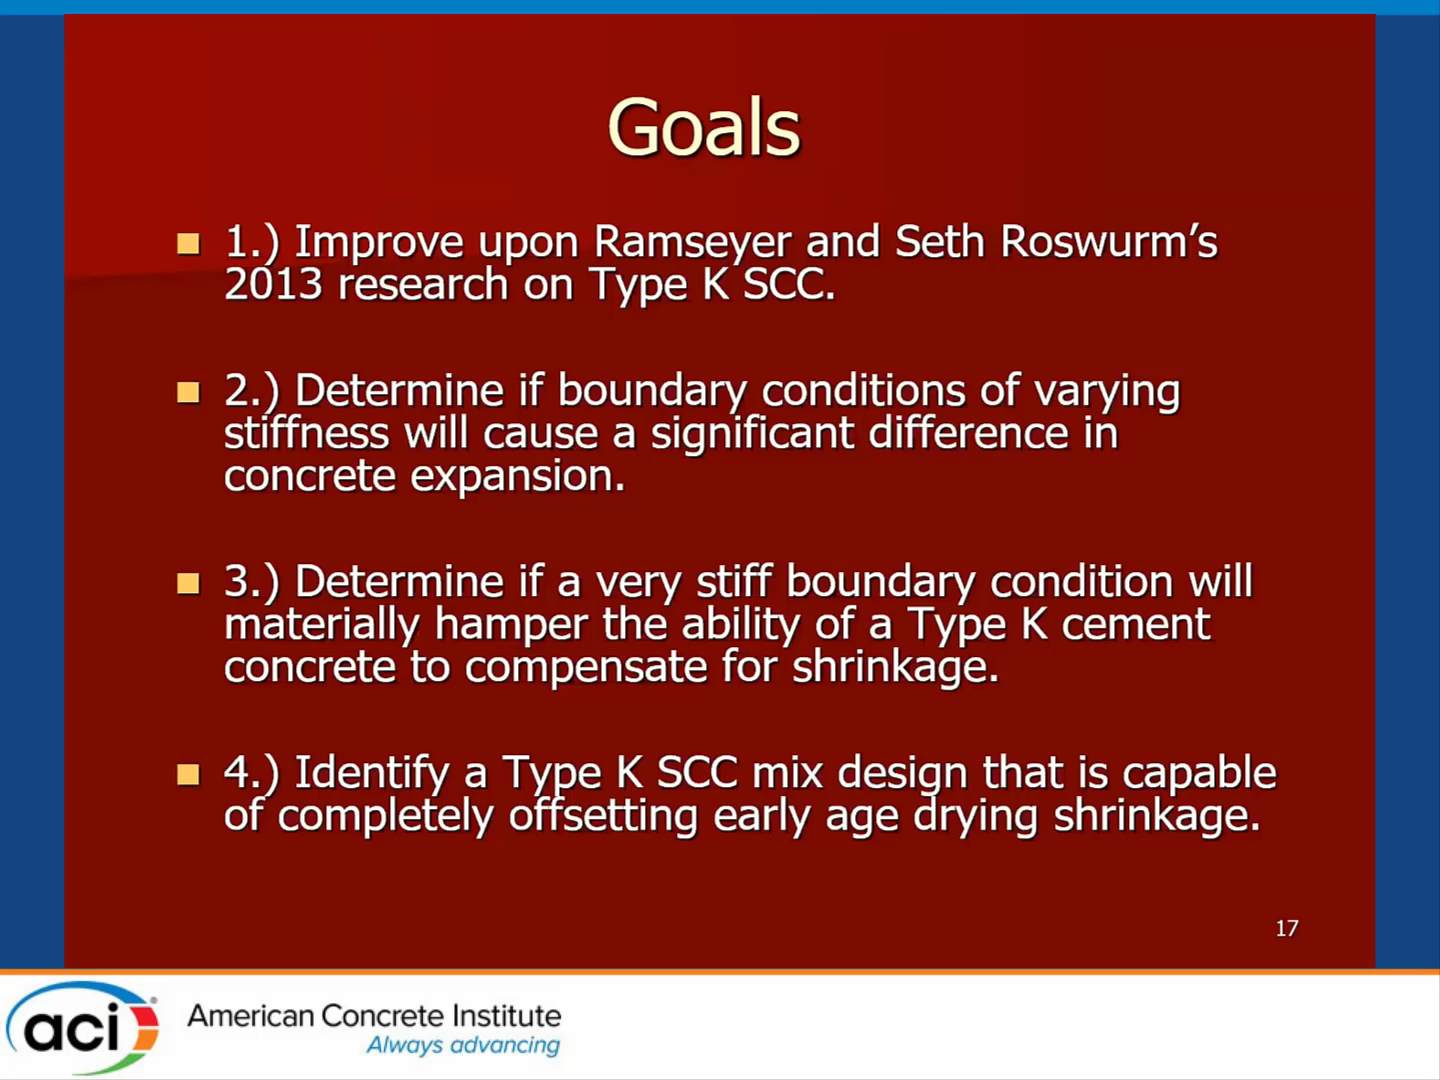 Goals
1.) Improve upon Ramseyer and Seth Roswurm’s
2013 research on Type K SCC.
2.) Determine if boundary conditions of varying
stiffness will cause a significant difference in
concrete expansion.
3.) Determine if a very stiff boundary condition will
materially hamper the ability of a Type K cement
concrete to compensate for shrinkage.
4.) Identify a Type K SCC mix design that is capable
of completely offsetting early age drying shrinkage.
17
aci®
American Concrete Institute
Always advancing